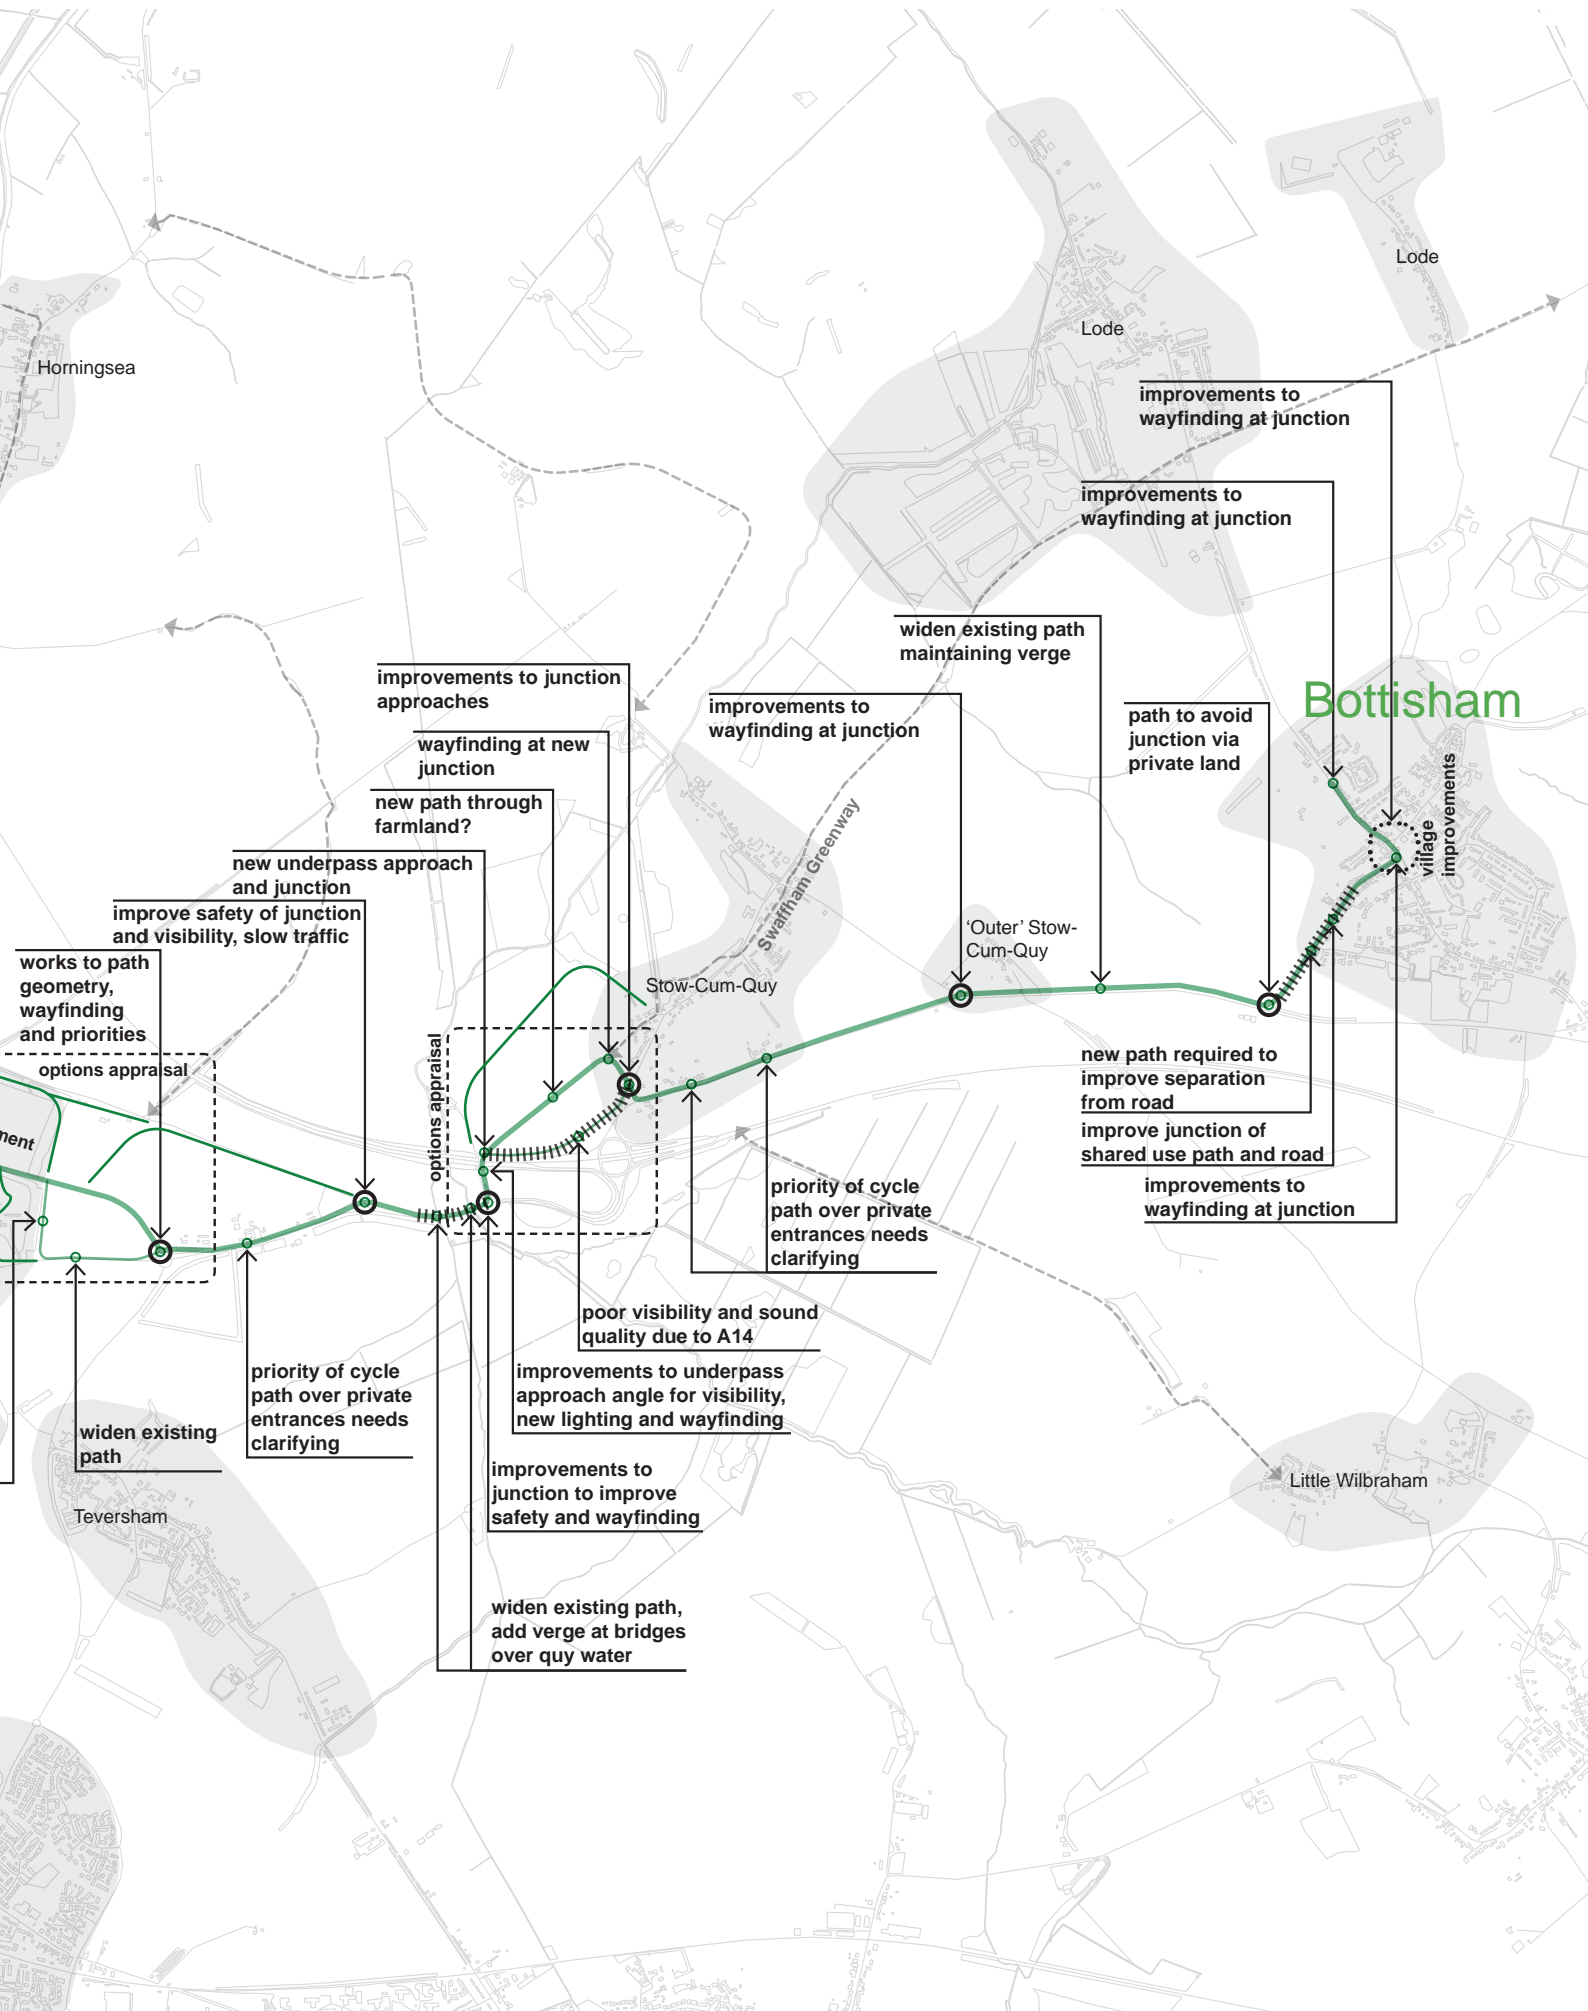 Lode
Lode
Horningsea
improvements to
wayfinding at junction
improvements to
wayfinding at junction
widen existing path
maintaining verge
improvements to junction
approaches
improvements to
wayfinding at junction
Bottisham
path to avoid
junction via
private land
wayfinding at new
junction
new path through
farmland?
village
improvements
Swaffham Greenway
new underpass approach
and junction
improve safety of junction
and visibility, slow traffic
'Outer' Stow-
Cum-Quy
works to path
geometry,
wayfinding
and priorities
Stow-Cum-Quy
options appraisal
options appraisal
new path required to
improve separation
from road
improve junction of
shared use path and road
improvements to
wayfinding at junction
ment
priority of cycle
path over private
entrances needs
clarifying
poor visibility and sound
quality due to A14
improvements to underpass
approach angle for visibility,
new lighting and wayfinding
priority of cycle
path over private
entrances needs
clarifying
widen existing
path
improvements to
junction to improve
safety and wayfinding
Little Wilbraham
Teversham
widen existing path,
add verge at bridges
over quy water